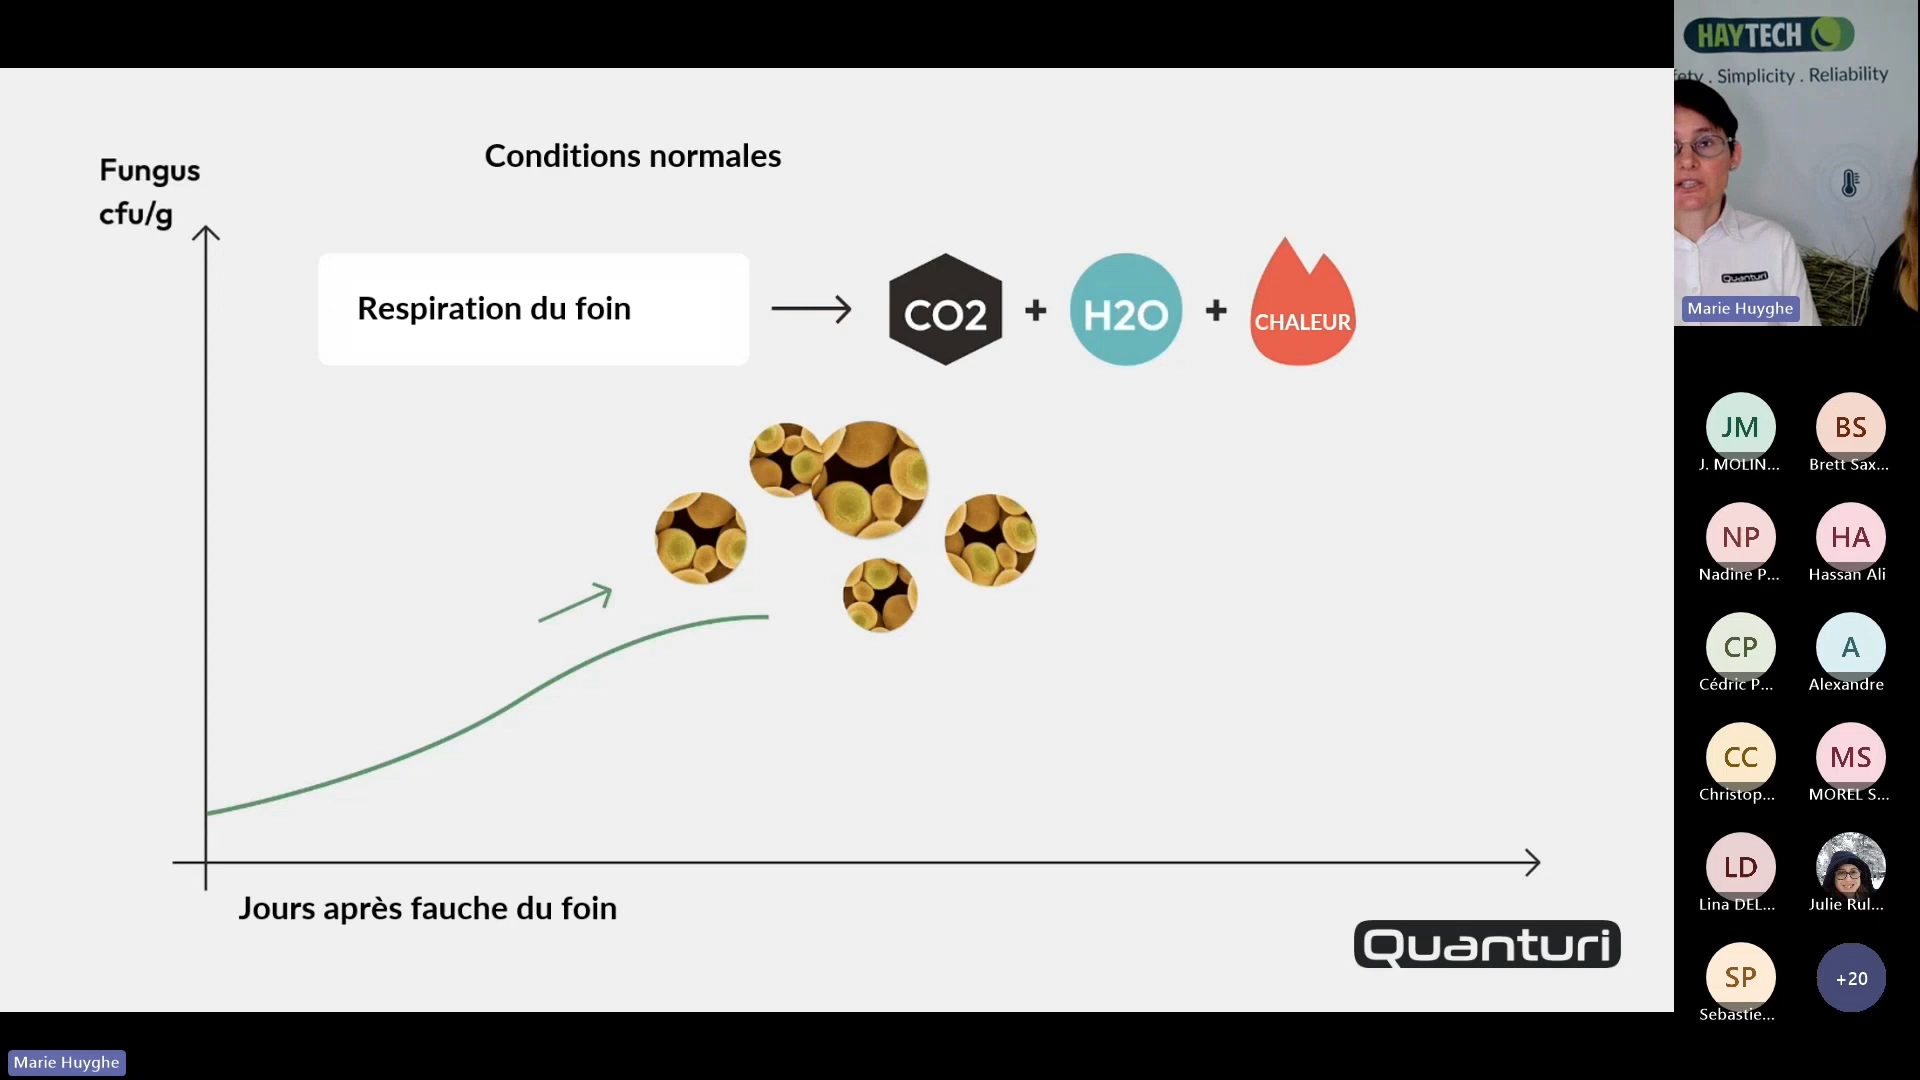 Fungus
cfu/g
Conditions normales
Respiration du foin
CO2
+
H2O
+
CHALEUR
Jours après fauche du foin
Quanturi
HAYTECH
ety . Simplicity . Reliability
Quanturi
Marie Huyghe
JM
J. MOLIN...
BS
Brett Sax...
NP
Nadine P...
HA
Hassan Ali
CP
Cédric P...
A
Alexandre
CC
Christop...
MS
MOREL S...
LD
Lina DEL...
Julie Rul...
SP
Sebastie...
+20
Marie Huyghe